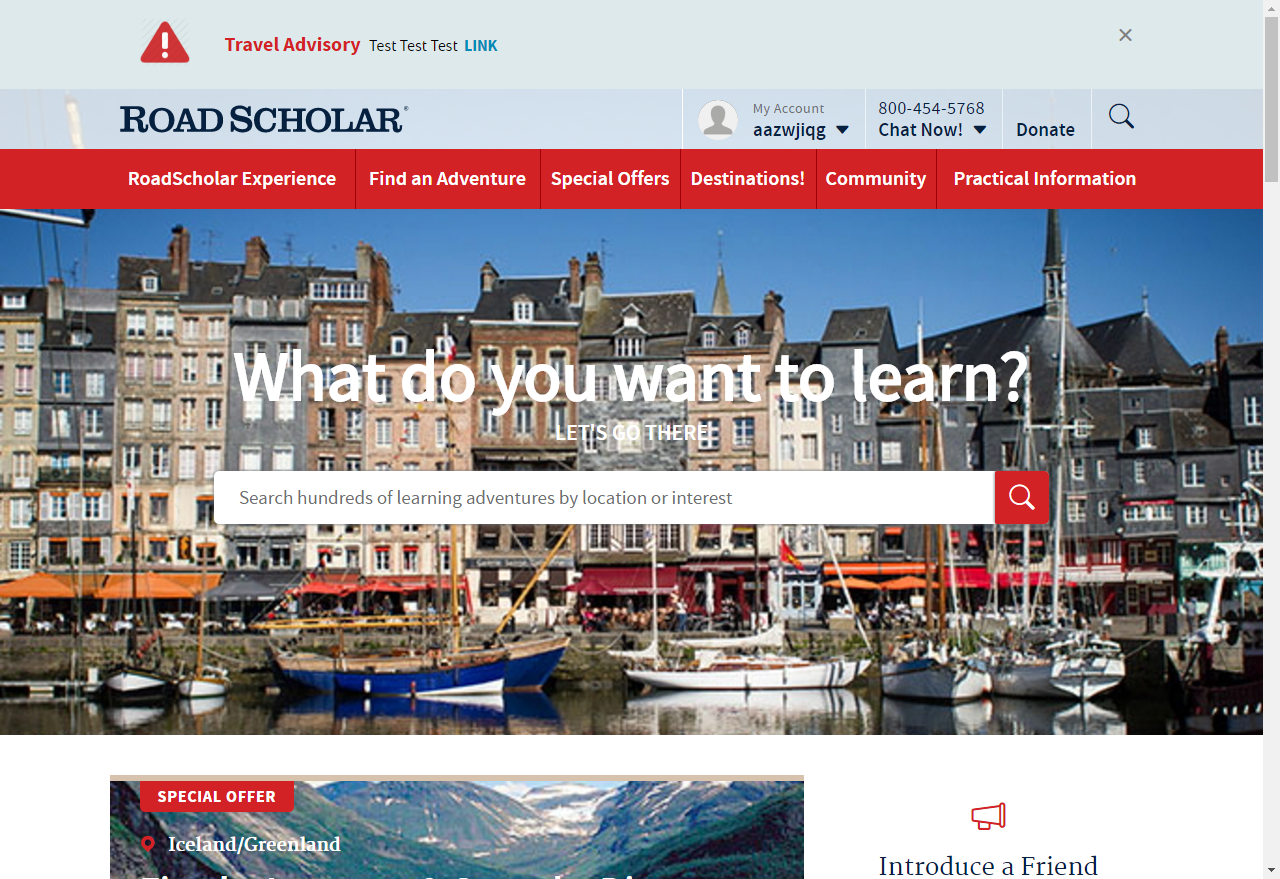 Travel Advisory Test Test Test LINK
ROAD SCHOLAR®
My Account
aazwjiqg
800-454-5768
Chat Now!
Donate
RoadScholar Experience
Find an Adventure
Special Offers
Destinations!
Community
Practical Information
What do you want to learn?
LET'S GO THERE
Search hundreds of learning adventures by location or interest
SPECIAL OFFER
Iceland/Greenland
Introduce a Friend